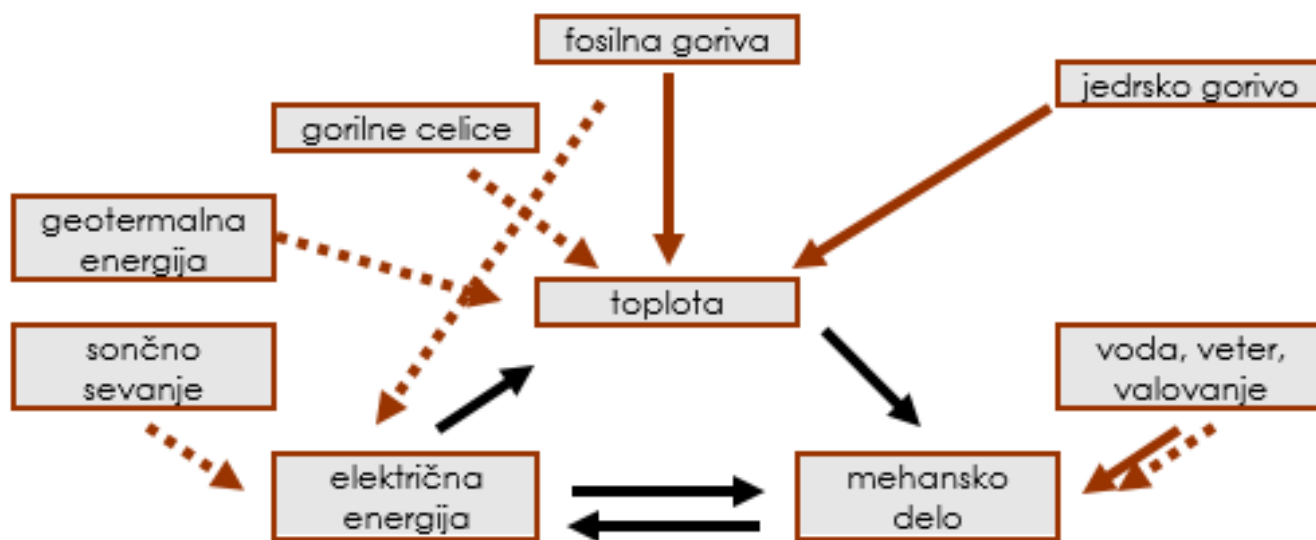 fosilna goriva
jedrsko gorivo
gorilne celice
geotermalna
energija
toplota
sončno
sevanje
voda, veter,
valovanje
električna
energija
mehansko
delo